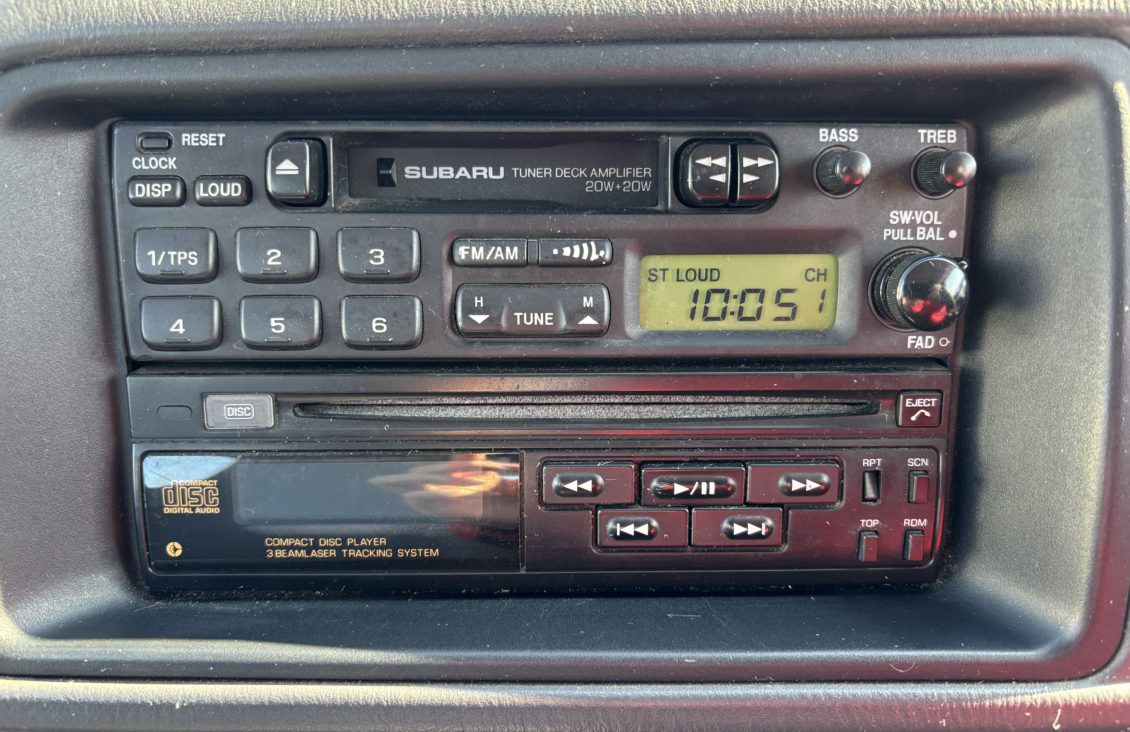 RESET
CLOCK
DISP LOUD
SUBARU TUNER DECK AMPLIFIER
20W+20W
BASS TREB
SW-VOL
PULL BAL
1/TPS 2 3
FM/AM
4 5 6
H M
TUNE
ST LOUD CH
10:05 1
FAD
DISC
EJECT
COMPACT
disc
DIGITAL AUDIO
COMPACT DISC PLAYER
3 BEAMLASER TRACKING SYSTEM
RPT SCN
TOP RDM